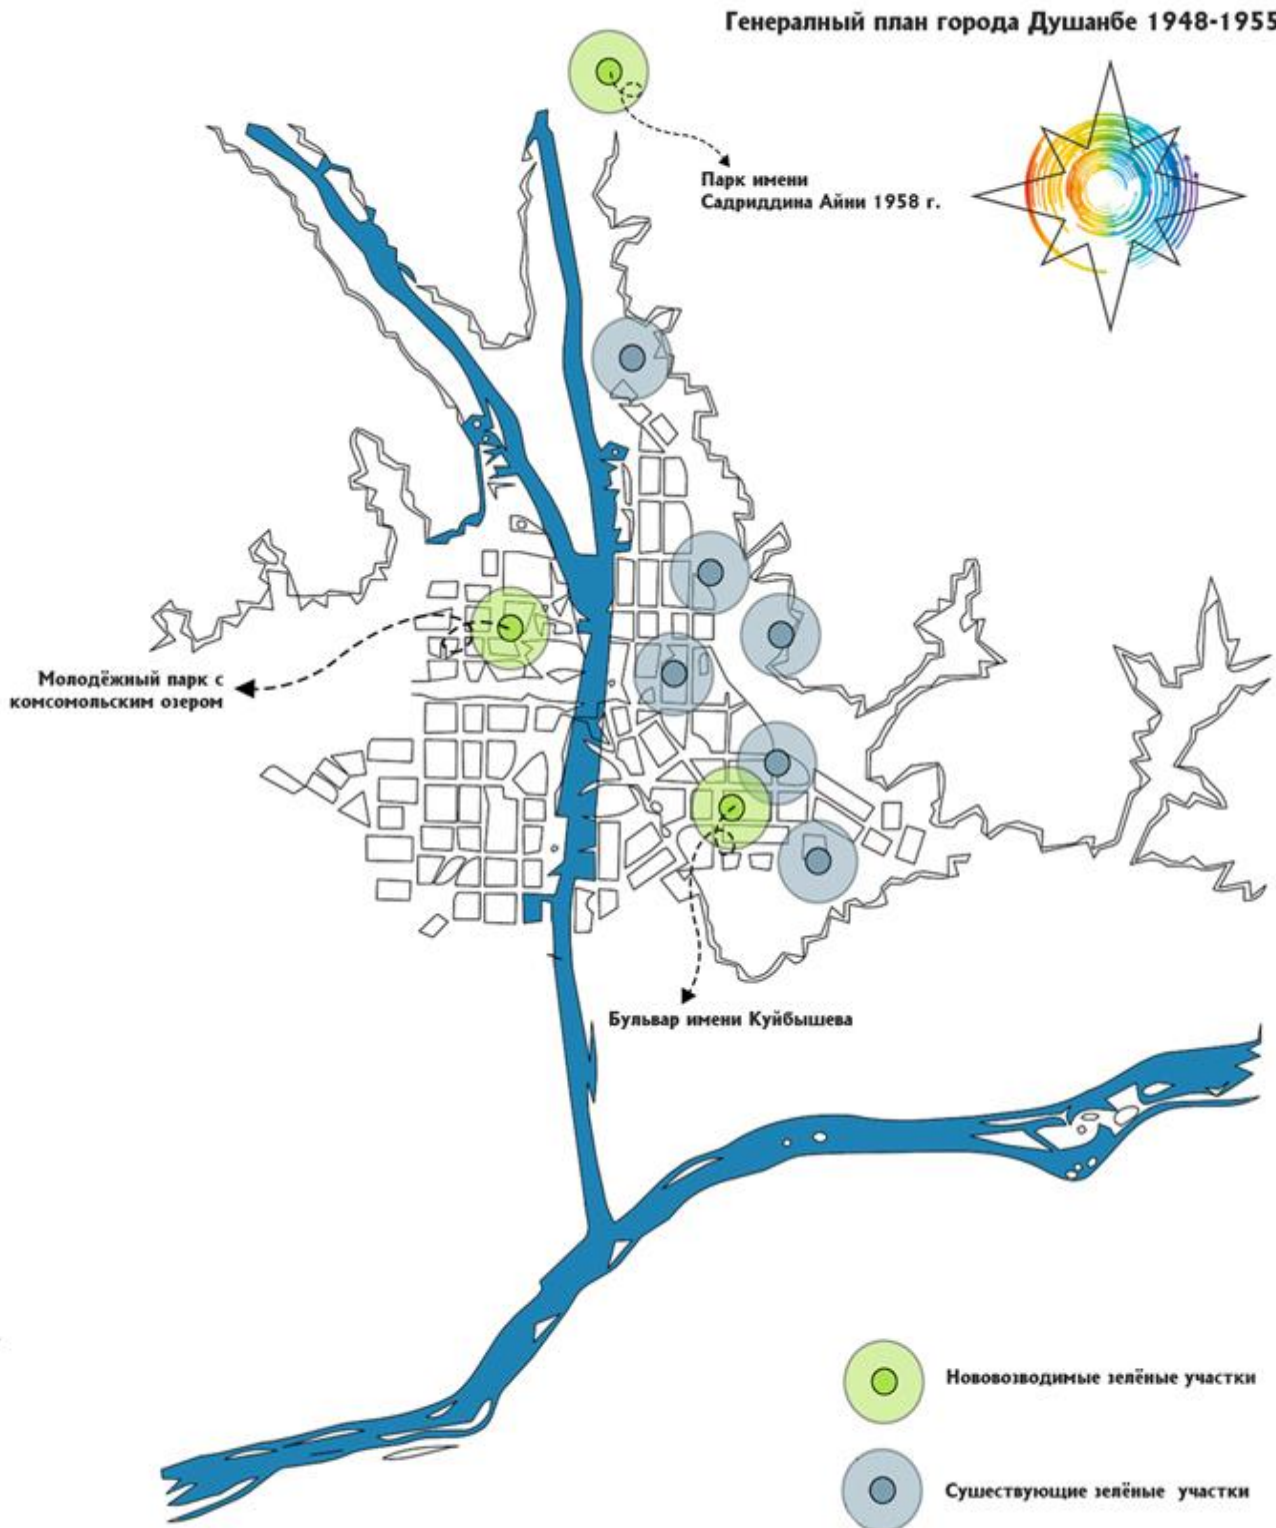 Генералный план города Душанбе 1948-1955
Парк имени
Садриддина Айни 1958 г.
Молодёжный парк с
комсомольским озером
Бульвар имени Куйбышева
Нововозводимые зелёные участки
Сушествующие зелёные участки